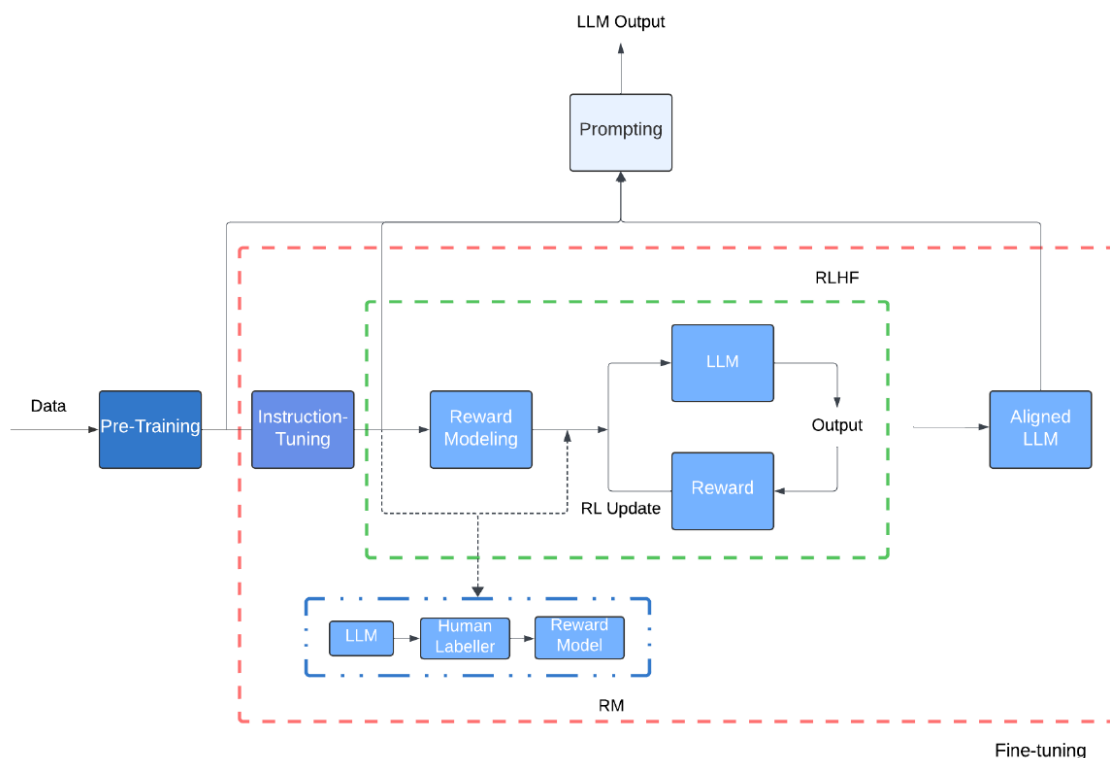 LLM Output
Prompting
RLHF
Data
Pre-Training
Instruction-
Tuning
Reward
Modeling
LLM
Output
Reward
RL Update
Aligned
LLM
LLM
Human
Labeller
Reward
Model
RM
Fine-tuning